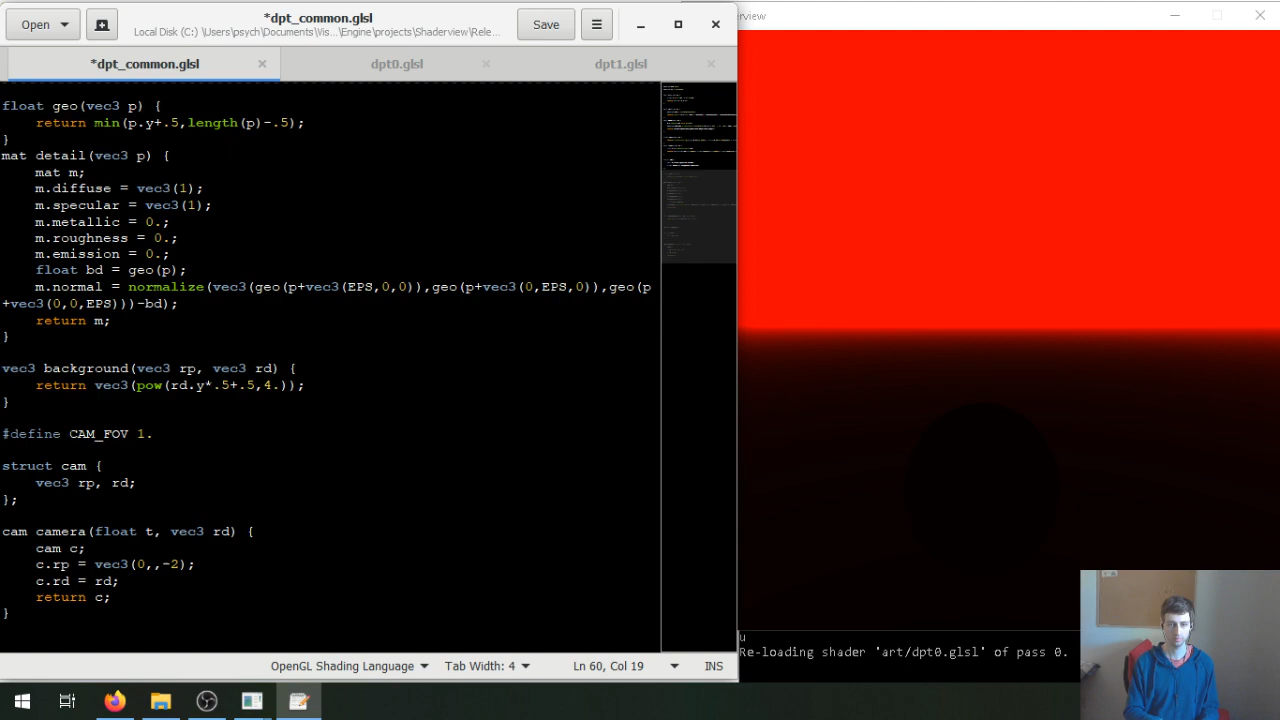 Open
*dpt_common.glsl
Local Disk (C:) \Users\psych\Documents\Vis...\Engine\projects\Shaderview\Rele...
Save
*dpt_common.glsl
dpt0.glsl
dpt1.glsl
float geo(vec3 p) {
    return min(p.y+.5,length(p)-.5);
}
mat detail(vec3 p) {
    mat m;
    m.diffuse = vec3(1);
    m.specular = vec3(1);
    m.metallic = 0.;
    m.roughness = 0.;
    m.emission = 0.;
    float bd = geo(p);
    m.normal = normalize(vec3(geo(p+vec3(EPS,0,0)),geo(p+vec3(0,EPS,0)),geo(p
+vec3(0,0,EPS)))-bd);
    return m;
}
vec3 background(vec3 rp, vec3 rd) {
    return vec3(pow(rd.y*.5+.5,4.));
}
#define CAM_FOV 1.
struct cam {
    vec3 rp, rd;
};
cam camera(float t, vec3 rd) {
    cam c;
    c.rp = vec3(0,,-2);
    c.rd = rd;
    return c;
}
OpenGL Shading Language
Tab Width: 4
Ln 60, Col 19
INS
u
Re-loading shader 'art/dpt0.glsl' of pass 0.